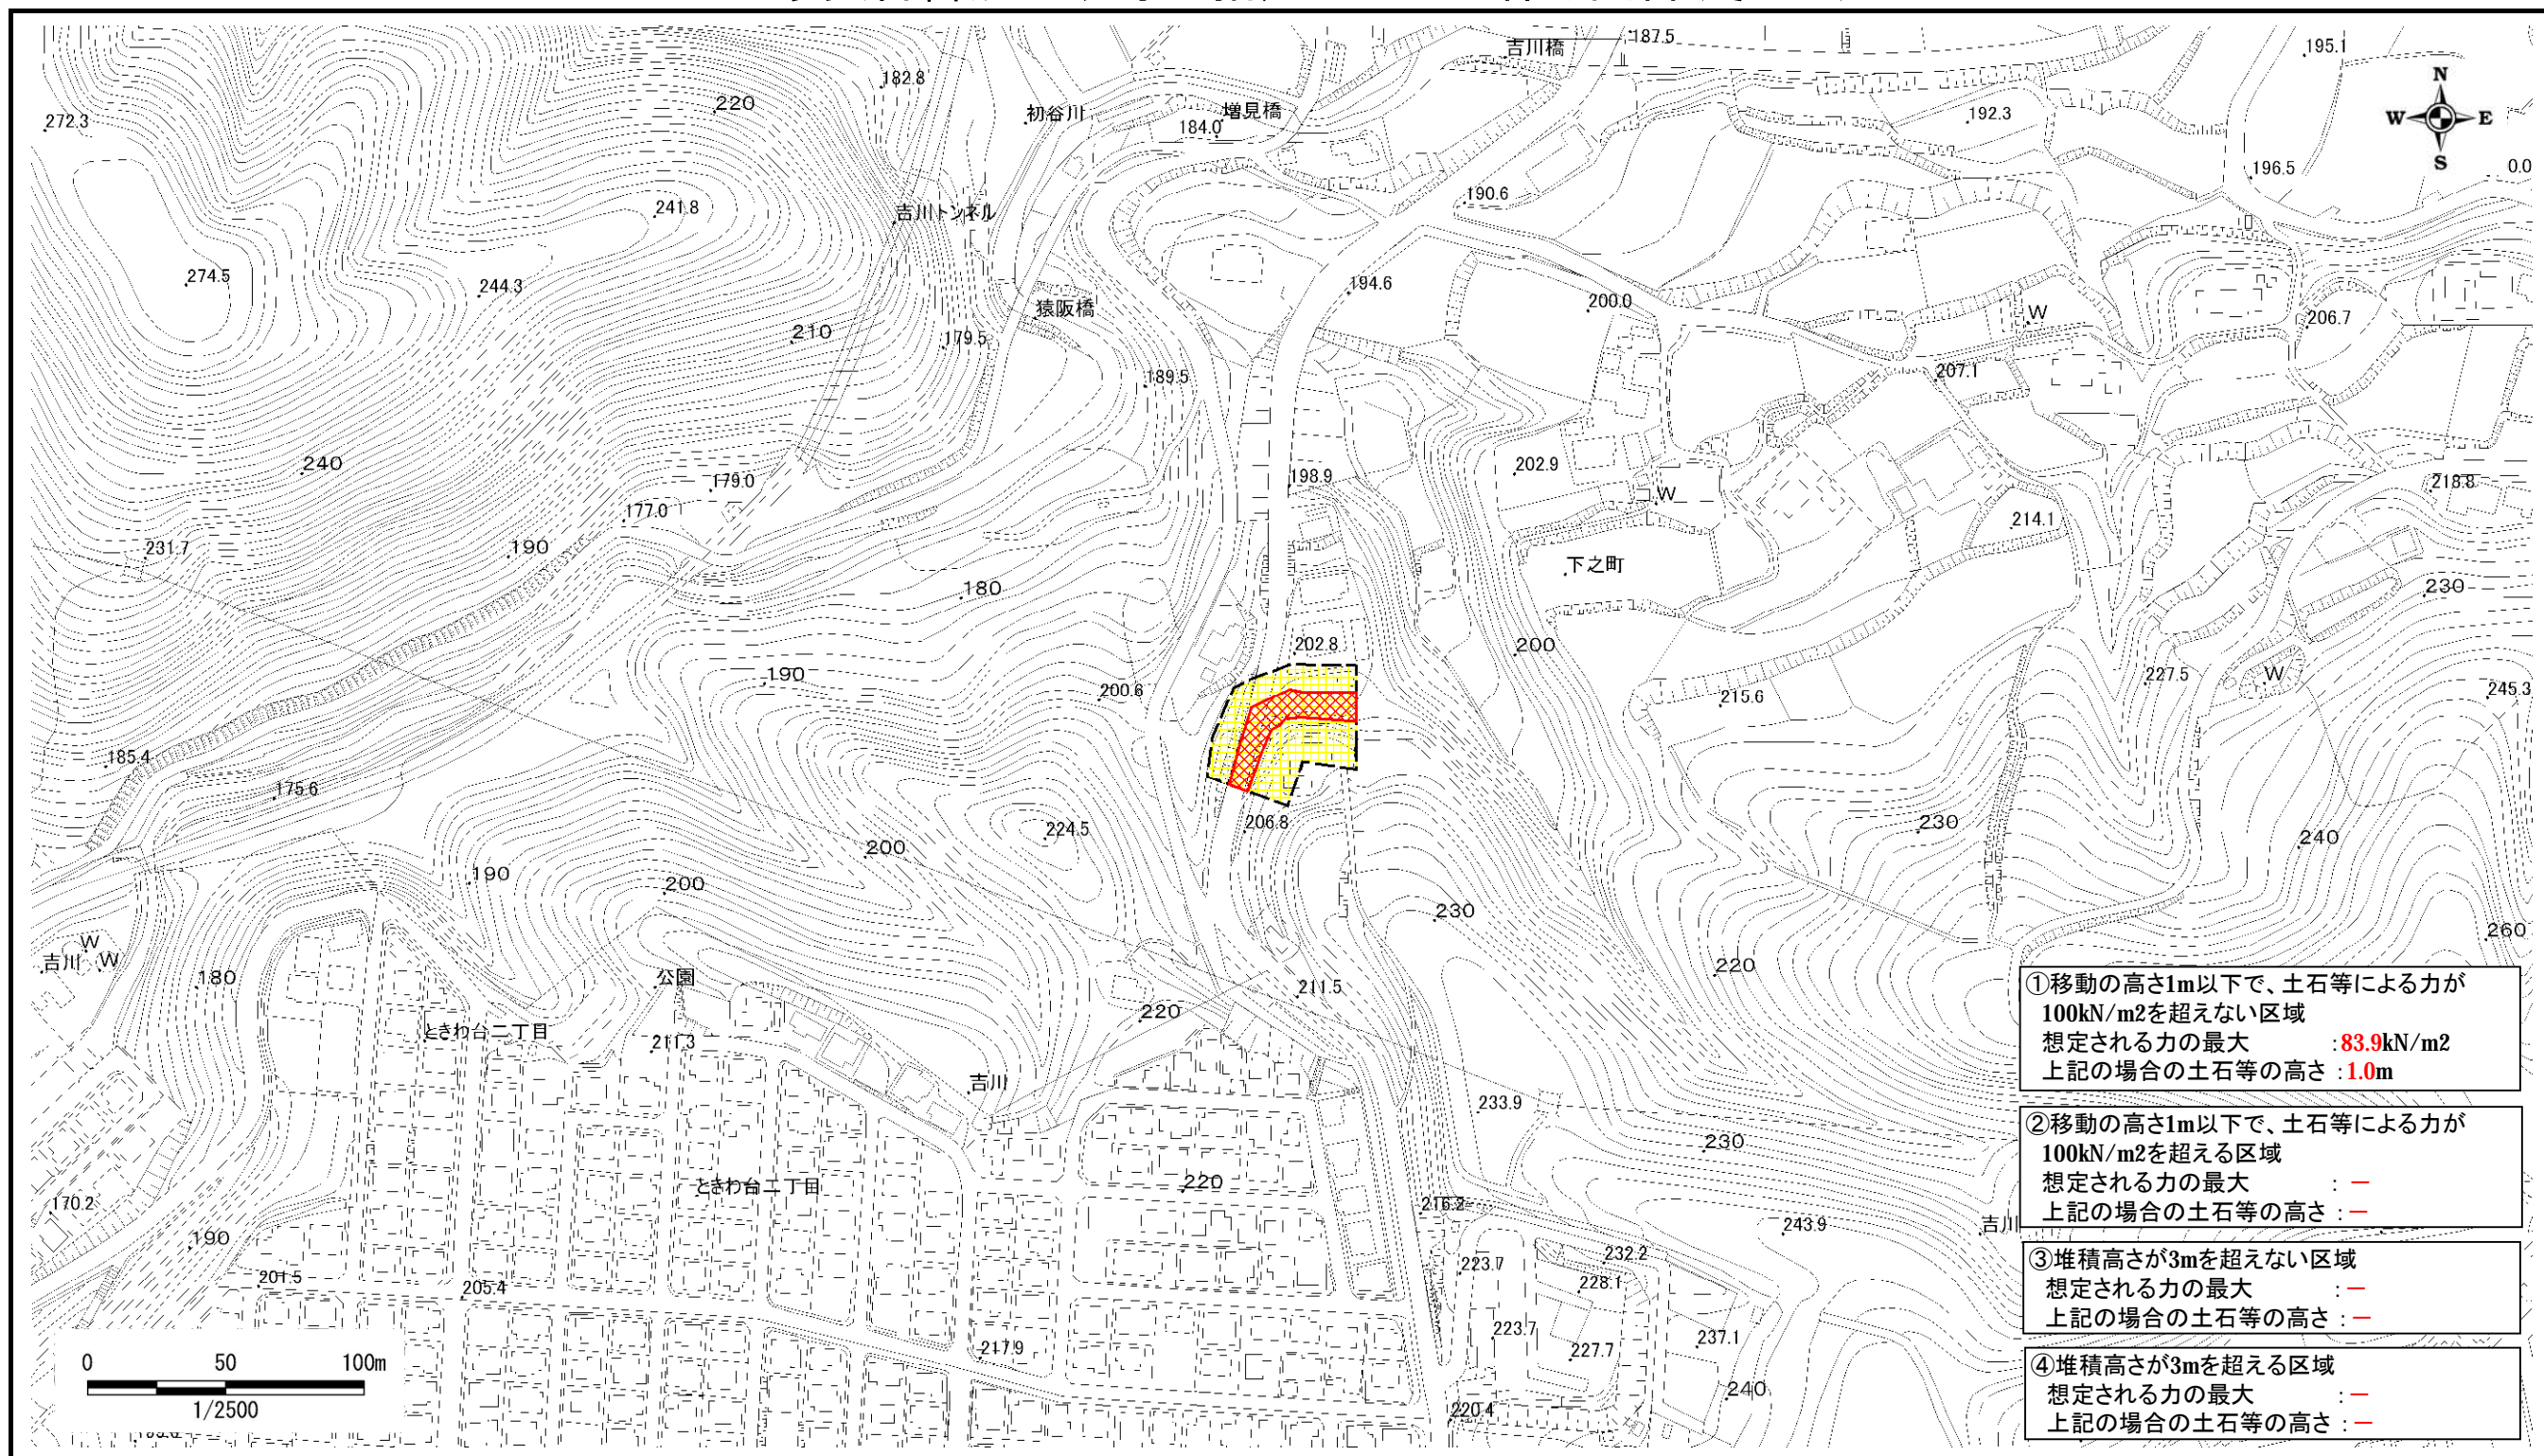 吉川橋
187.5
195.1
N
182.8
272.3
220
初谷川
増見橋
184.0
192.3
W
E
S
196.5
0.0
190.6
241.8
吉川トンネル
274.5
244.3
194.6
200.0
猿阪橋
W
206.7
210
179.5
189.5
207.1
240
202.9
198.9
179.0
W
218.8
177.0
214.1
231.7
190
下之町
180
230
202.8
200
190
200.6
227.5
W
215.6
245.3
185.4
175.6
224.5
206.8
230
240
200
190
200
230
260
W
吉川
W
180
公園
220
211.5
220
ときわ台二丁目
211.3
吉川
233.9
230
ときわ台二丁目
220
170.2
216.2
243.9
吉川
190
232.2
201.5
205.4
223.7
228.1
223.7
237.1
217.9
227.7
240
220.4
①移動の高さ1m以下で、土石等による力が
100kN/m2を超えない区域
想定される力の最大 :83.9kN/m2
上記の場合の土石等の高さ :1.0m
②移動の高さ1m以下で、土石等による力が
100kN/m2を超える区域
想定される力の最大 : －
上記の場合の土石等の高さ :－
③堆積高さが3mを超えない区域
想定される力の最大 :－
上記の場合の土石等の高さ :－
④堆積高さが3mを超える区域
想定される力の最大 :－
上記の場合の土石等の高さ :－
0 50 100m
1/2500